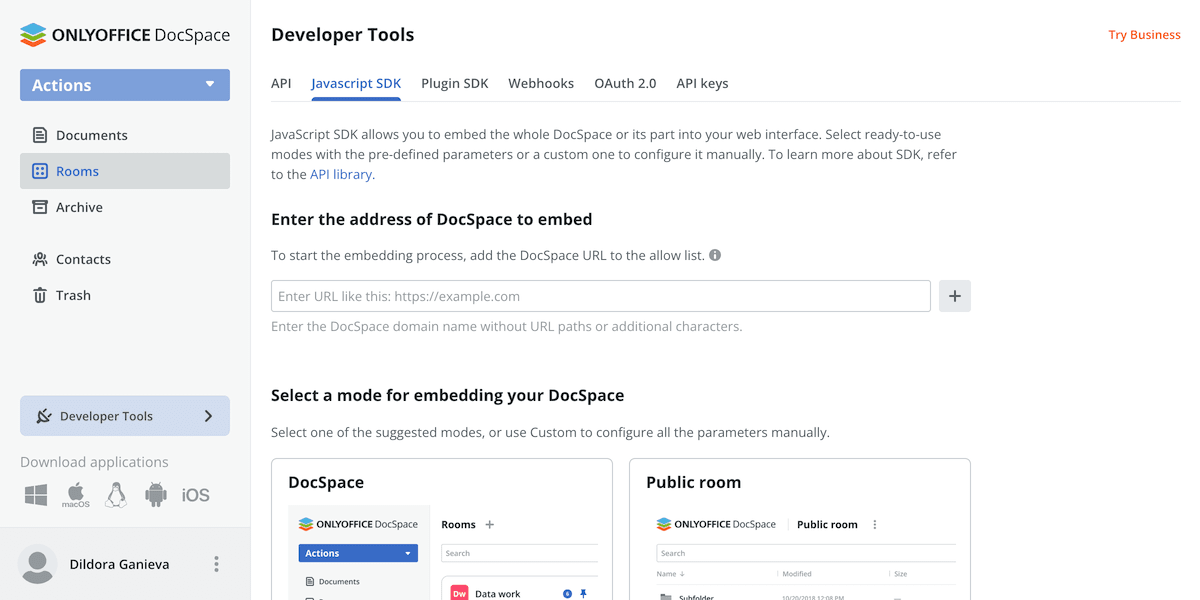 ONLYOFFICE DocSpace
Actions
Documents
Rooms
Archive
Contacts
Trash
Developer Tools
Download applications
macOS
iOS
Dildora Ganieva
Developer Tools
Try Business
API Javascript SDK Plugin SDK Webhooks OAuth 2.0 API keys
JavaScript SDK allows you to embed the whole DocSpace or its part into your web interface. Select ready-to-use
modes with the pre-defined parameters or a custom one to configure it manually. To learn more about SDK, refer
to the API library.
Enter the address of DocSpace to embed
To start the embedding process, add the DocSpace URL to the allow list.
Enter URL like this: https://example.com
Enter the DocSpace domain name without URL paths or additional characters.
Select a mode for embedding your DocSpace
Select one of the suggested modes, or use Custom to configure all the parameters manually.
DocSpace
ONLYOFFICE DocSpace
Actions
Documents
Rooms
Search
Dw Data work 6
Public room
ONLYOFFICE DocSpace Public room
Search
Name Modified Size
Subfolder 10/20/2018 12:08 PM —